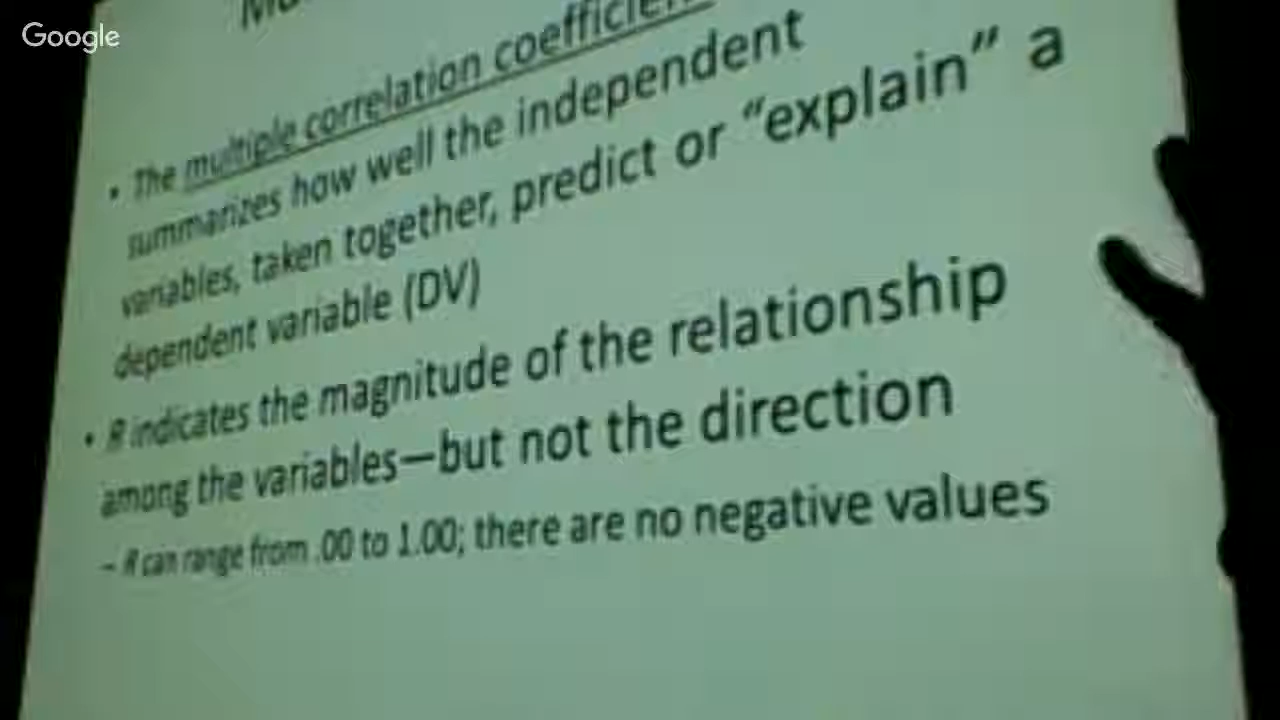 Google
• The multiple correlation coefficient
summarizes how well the independent
variables, taken together, predict or “explain” a
dependent variable (DV)
• R indicates the magnitude of the relationship
among the variables—but not the direction
– R can range from .00 to 1.00; there are no negative values